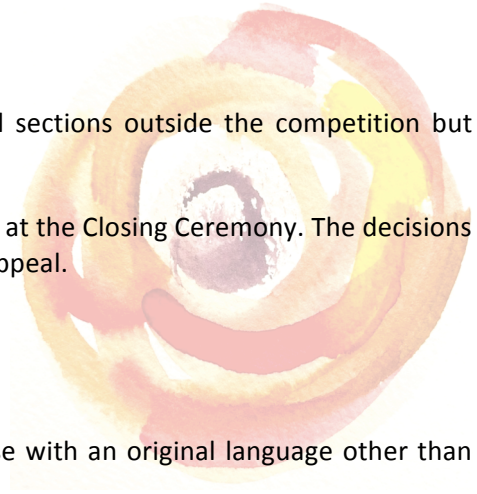 sections outside the competition but
at the Closing Ceremony. The decisions
ppeal.
e with an original language other than